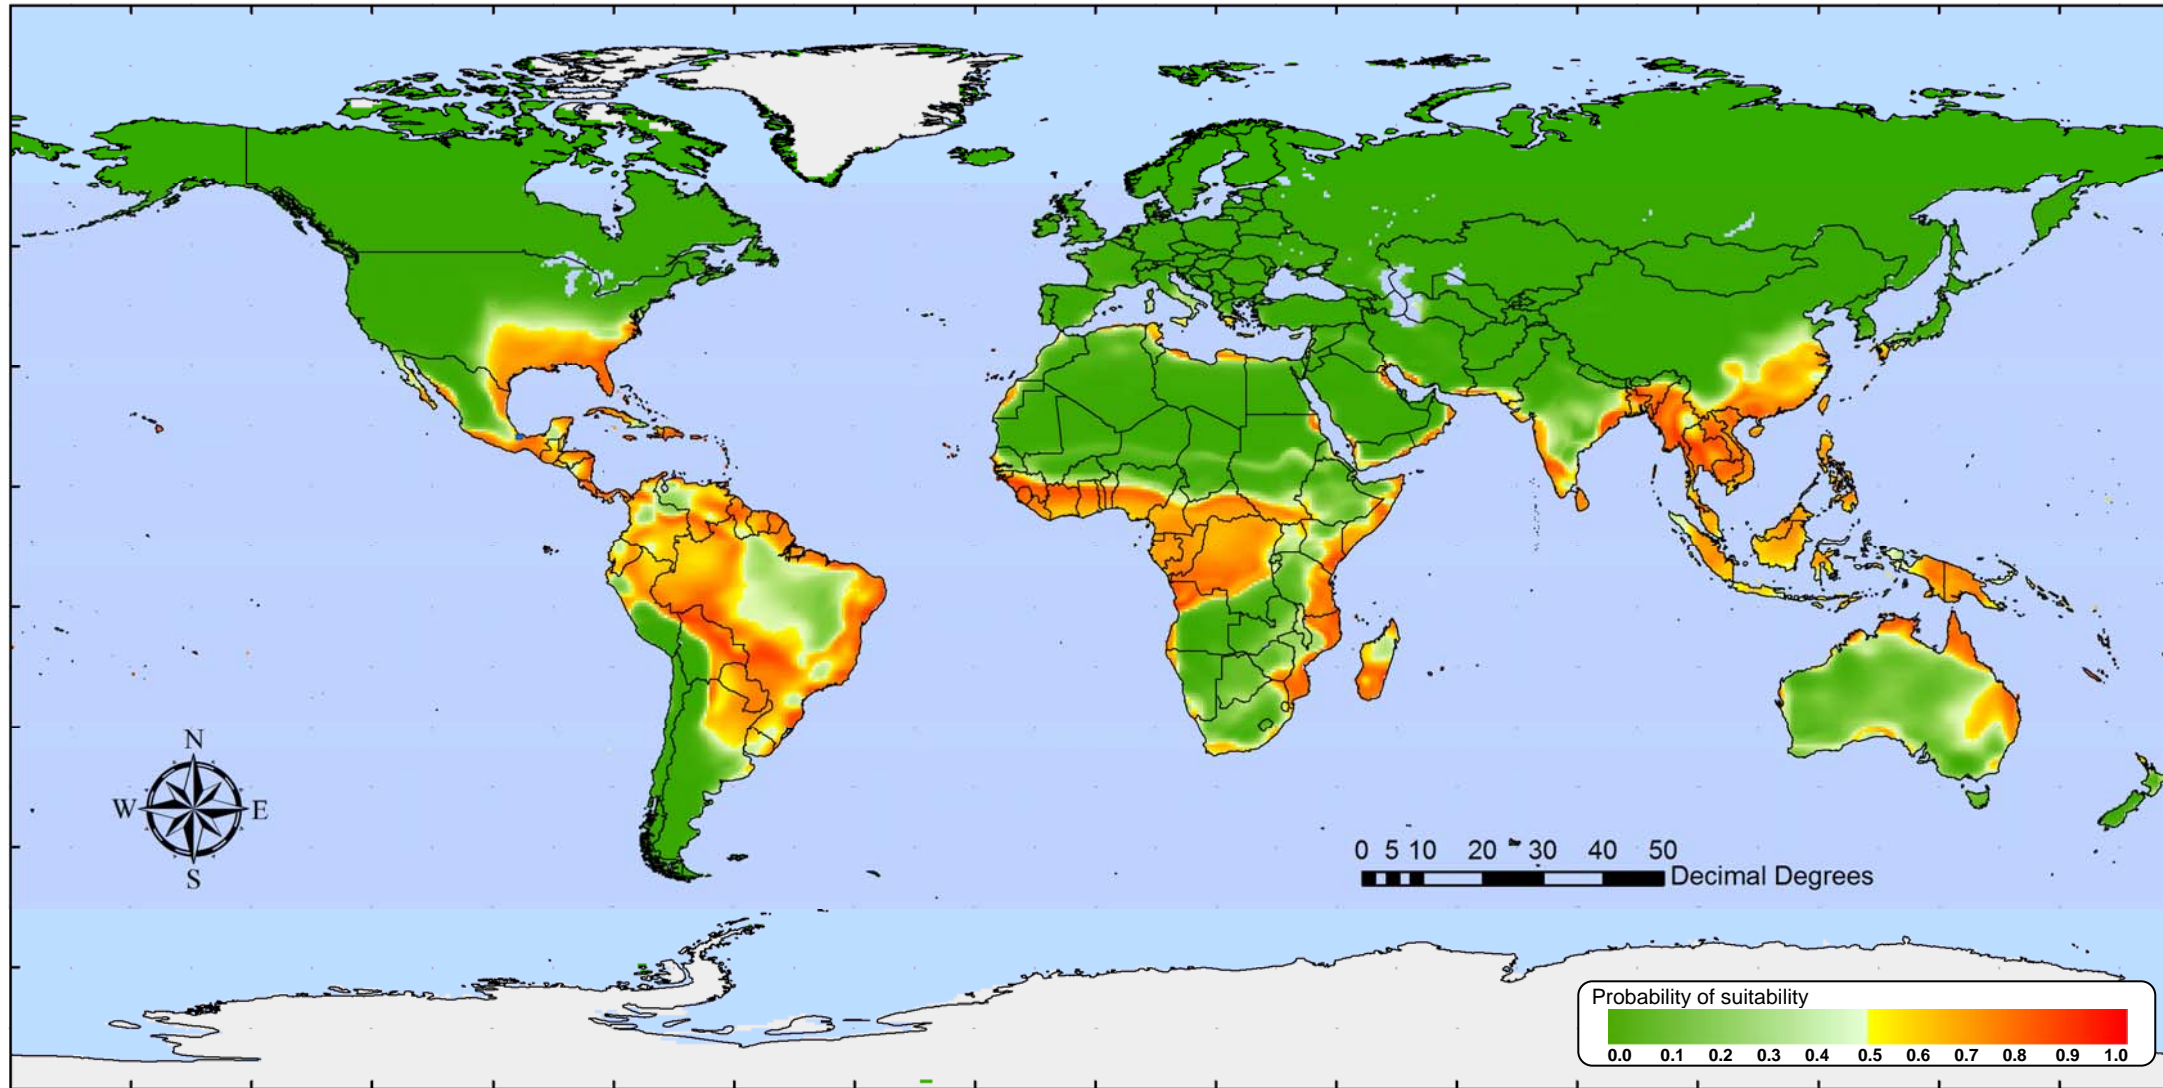 N
W E
S
0 5 10 20 30 40 50
Decimal Degrees
Probability of suitability
0.0 0.1 0.2 0.3 0.4 0.5 0.6 0.7 0.8 0.9 1.0